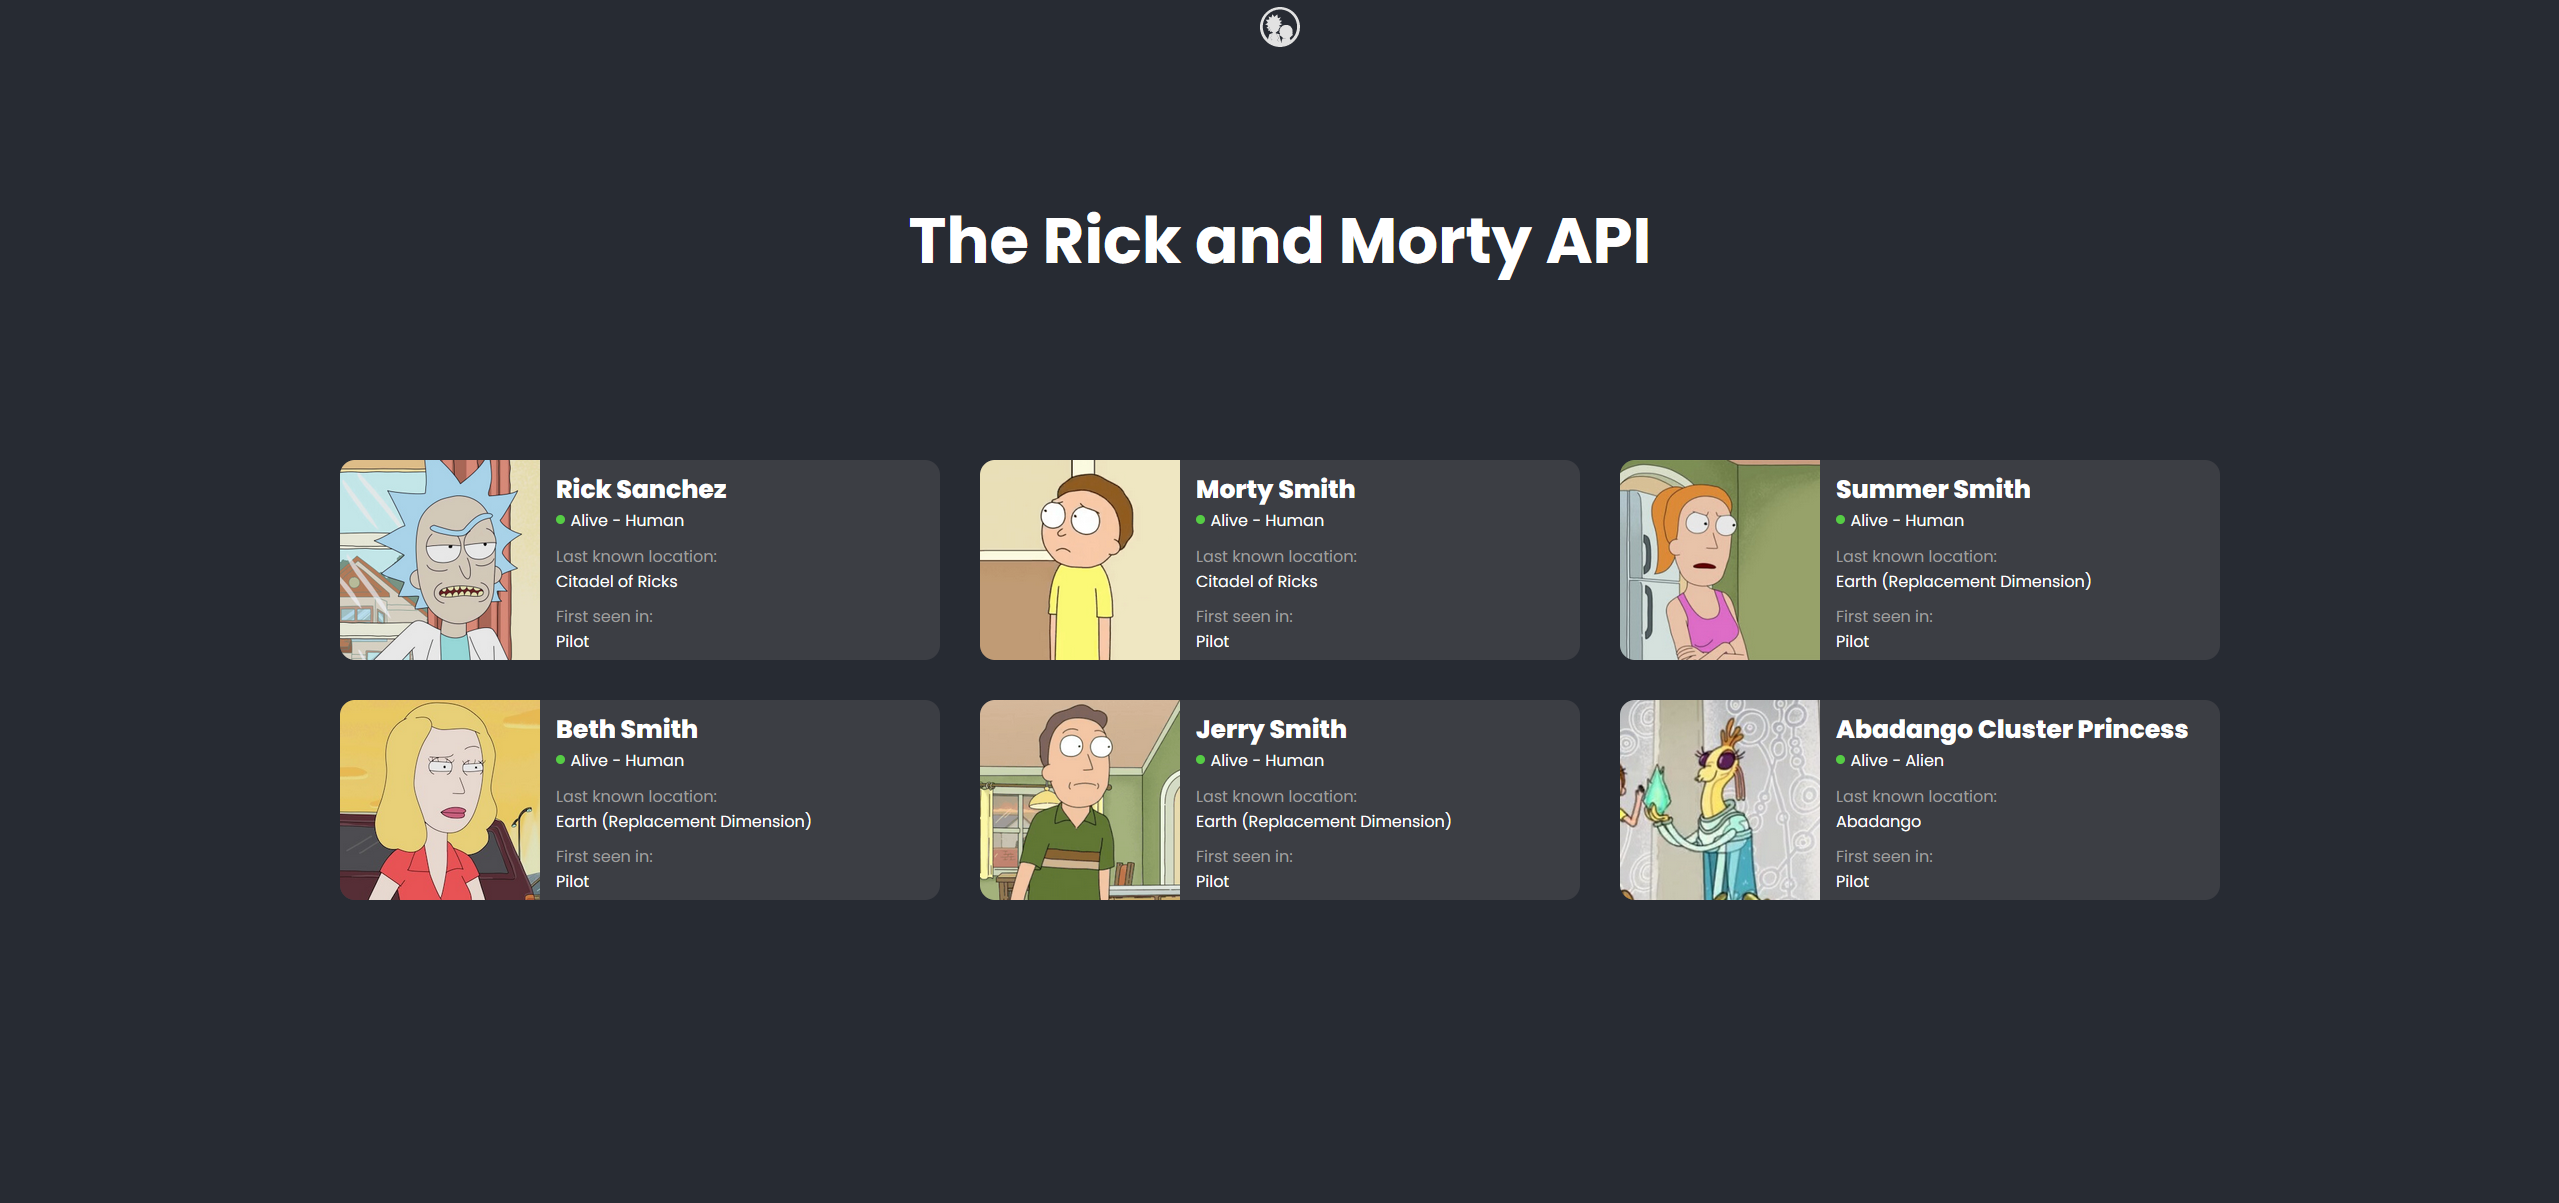 The Rick and Morty API
Rick Sanchez
Alive - Human
Last known location:
Citadel of Ricks
First seen in:
Pilot
Morty Smith
Alive - Human
Last known location:
Citadel of Ricks
First seen in:
Pilot
Summer Smith
Alive - Human
Last known location:
Earth (Replacement Dimension)
First seen in:
Pilot
Beth Smith
Alive - Human
Last known location:
Earth (Replacement Dimension)
First seen in:
Pilot
Jerry Smith
Alive - Human
Last known location:
Earth (Replacement Dimension)
First seen in:
Pilot
Abadango Cluster Princess
Alive - Alien
Last known location:
Abadango
First seen in:
Pilot